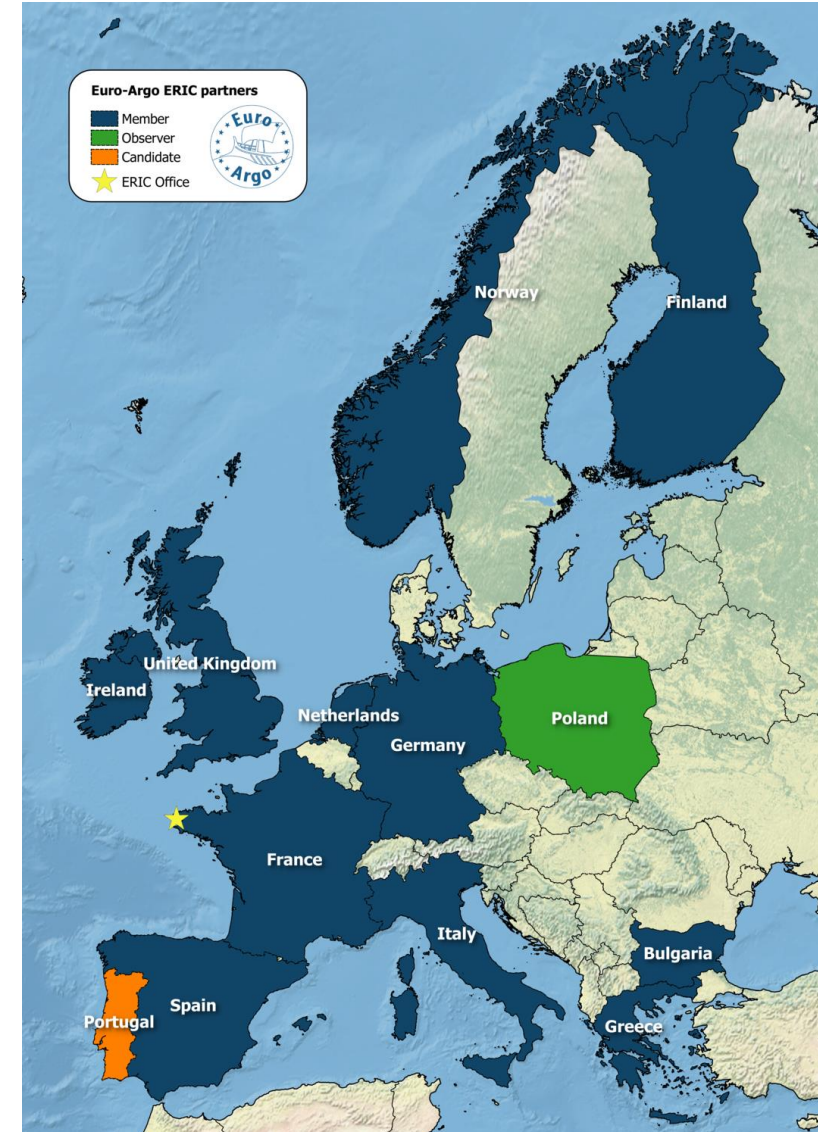 Euro-Argo ERIC partners
Member
Observer
Candidate
ERIC Office
Euro
Argo
Norway
Finland
United Kingdom
Ireland
Netherlands
Poland
Germany
France
Italy
Bulgaria
Spain
Portugal
Greece